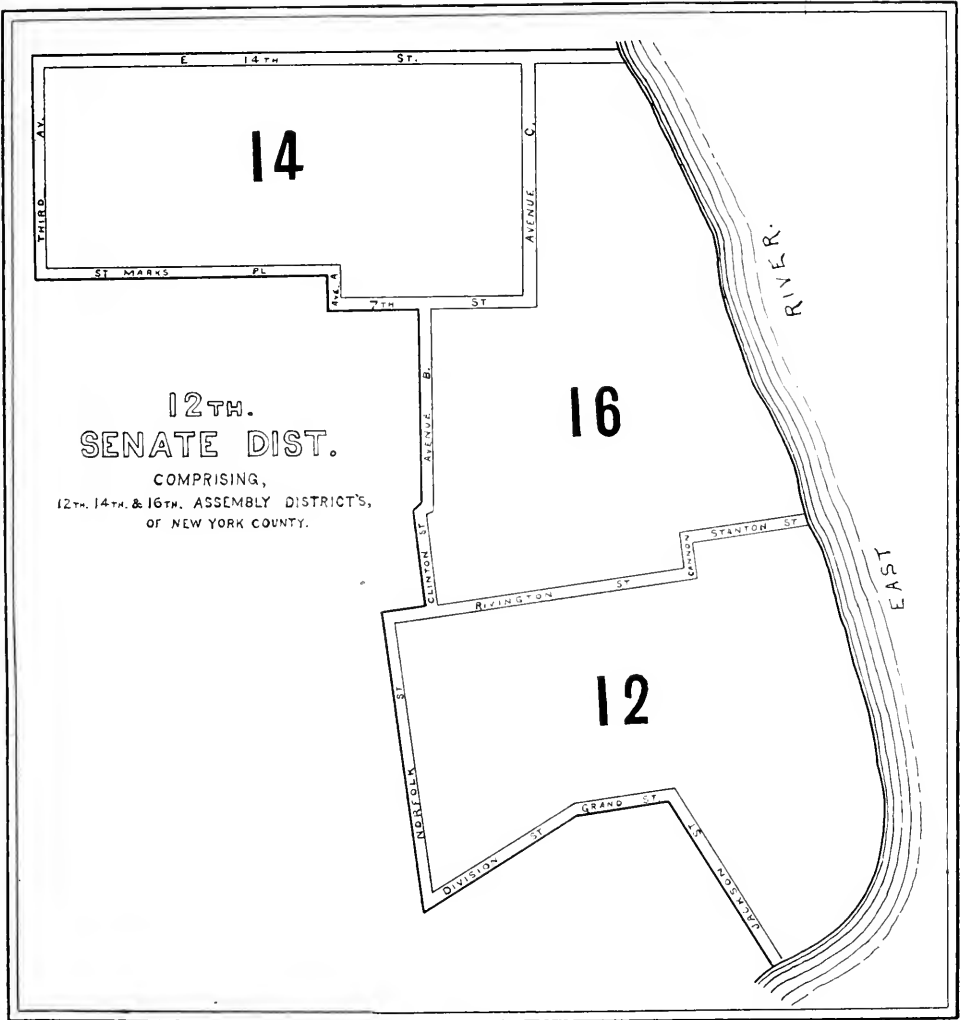 E 14TH ST.
THIRD AV.
14
AVENUE C.
ST MARKS PL
AVE. A
7TH ST
RIVER.
EAST
12TH.
SENATE DIST.
COMPRISING,
12TH. 14TH. & 16TH. ASSEMBLY DISTRICT'S,
OF NEW YORK COUNTY.
AVENUE B.
16
CLINTON ST
RIVINGTON ST
CANNON
STANTON ST
12
NORFOLK ST
DIVISION ST
GRAND ST
JACKSON ST